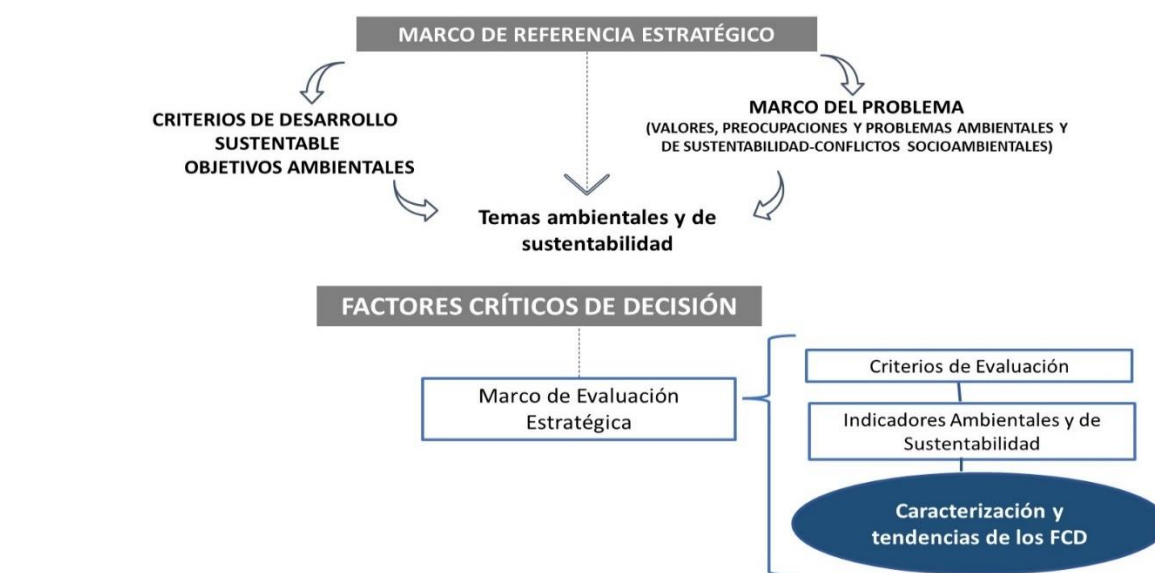 MARCO DE REFERENCIA ESTRATÉGICO
CRITERIOS DE DESARROLLO
SUSTENTABLE
OBJETIVOS AMBIENTALES
MARCO DEL PROBLEMA
(VALORES, PREOCUPACIONES Y PROBLEMAS AMBIENTALES Y
DE SUSTENTABILIDAD-CONFLICTOS SOCIOAMBIENTALES)
Temas ambientales y de
sustentabilidad
FACTORES CRÍTICOS DE DECISIÓN
Marco de Evaluación
Estratégica
Criterios de Evaluación
Indicadores Ambientales y de
Sustentabilidad
Caracterización y
tendencias de los FCD